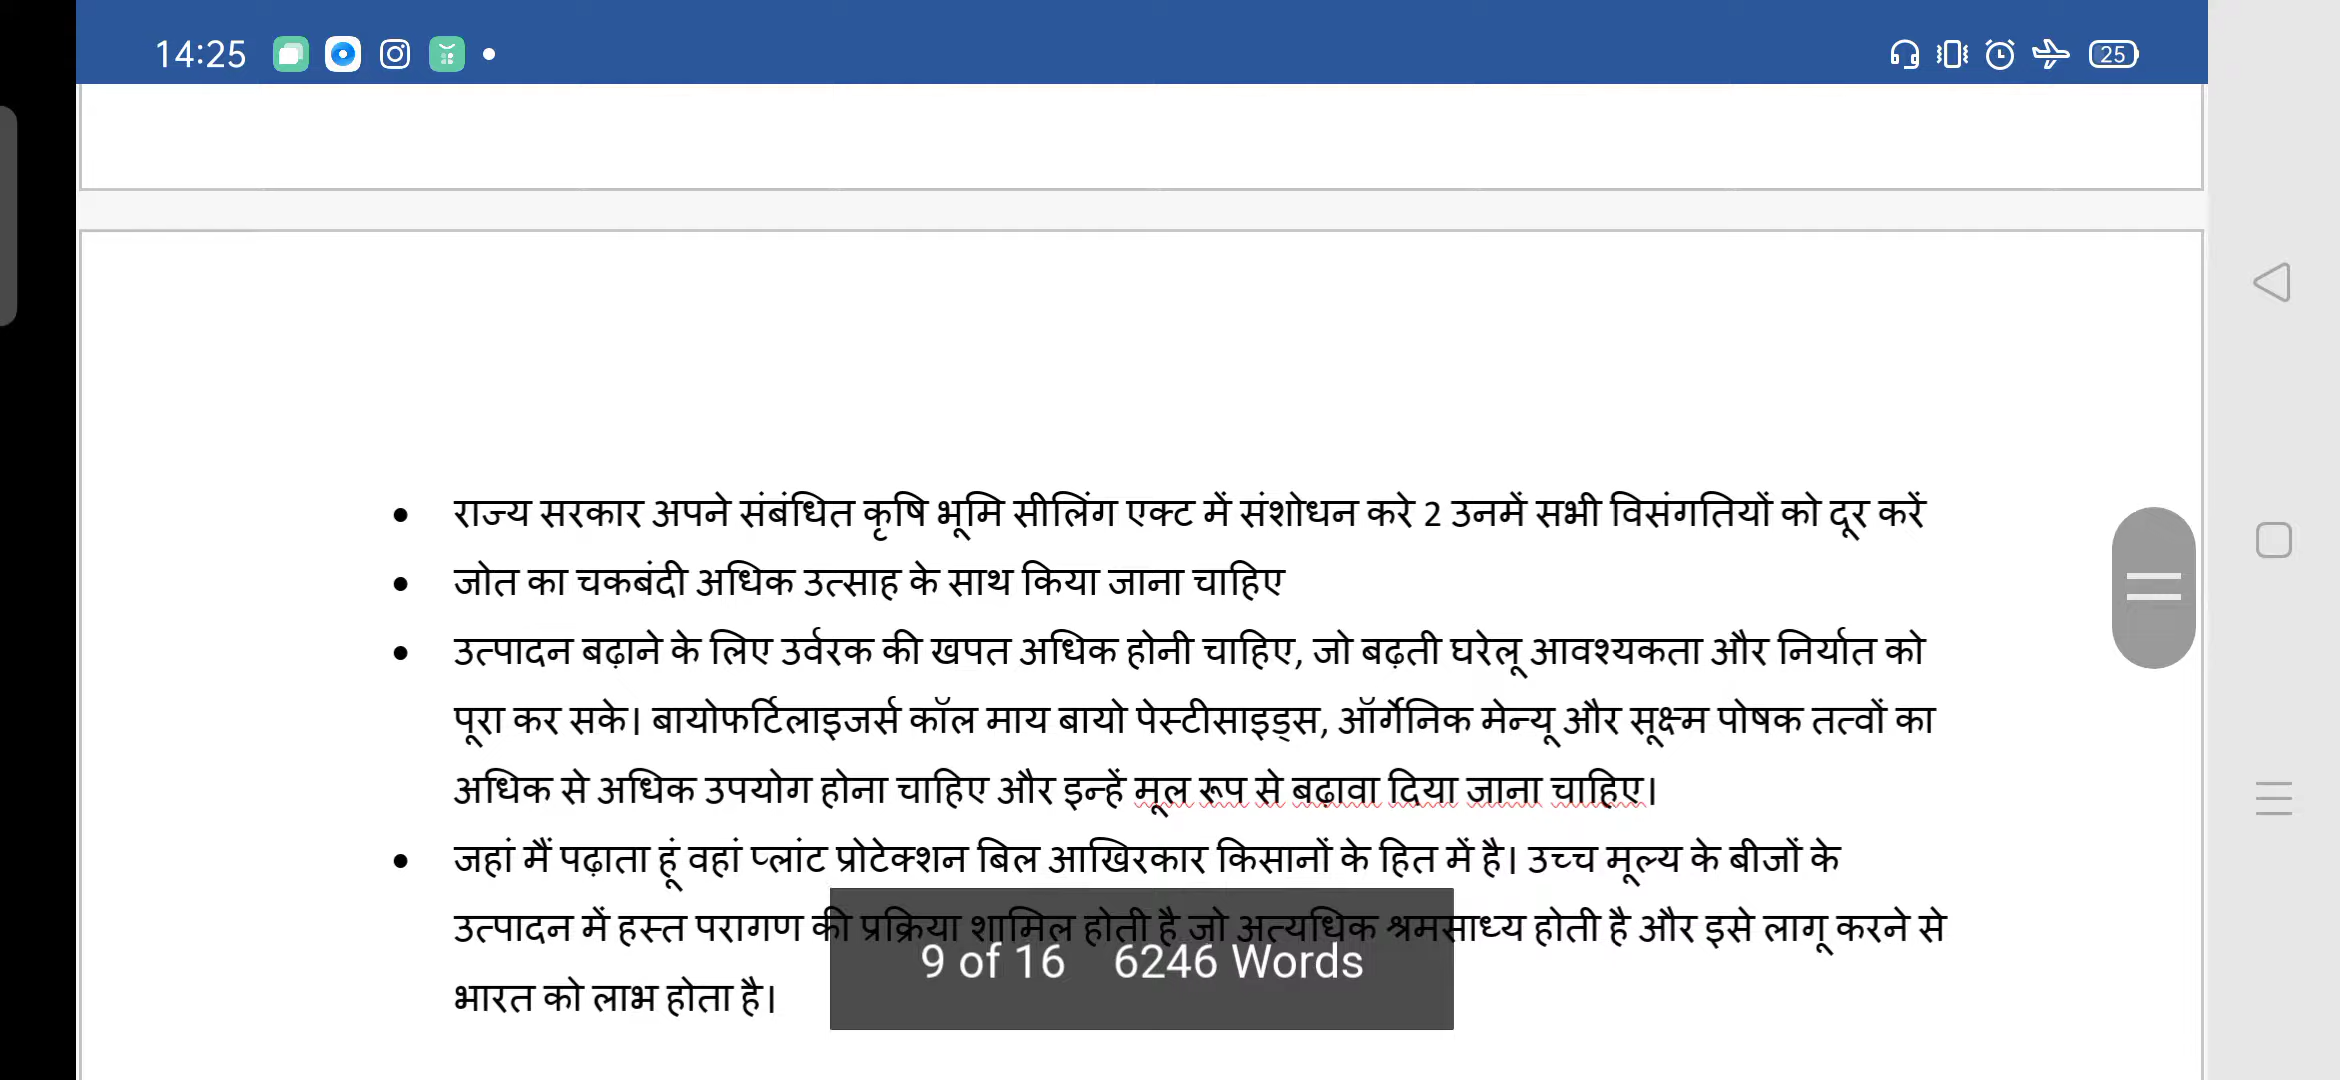 14:25
25
• राज्य सरकार अपने संबंधित कृषि भूमि सीलिंग एक्ट में संशोधन करे 2 उनमें सभी विसंगतियों को दूर करें
• जोत का चकबंदी अधिक उत्साह के साथ किया जाना चाहिए
• उत्पादन बढ़ाने के लिए उर्वरक की खपत अधिक होनी चाहिए, जो बढ़ती घरेलू आवश्यकता और निर्यात को
पूरा कर सके। बायोफर्टिलाइजर्स कॉल माय बायो पेस्टीसाइड्स, ऑर्गेनिक मेन्यू और सूक्ष्म पोषक तत्वों का
अधिक से अधिक उपयोग होना चाहिए और इन्हें मूल रूप से बढ़ावा दिया जाना चाहिए।
• जहां मैं पढ़ाता हूं वहां प्लांट प्रोटेक्शन बिल आखिरकार किसानों के हित में है। उच्च मूल्य के बीजों के
उत्पादन में हस्त परागण की प्रक्रिया शामिल होती है जो अत्यधिक श्रमसाध्य होती है और इसे लागू करने से
भारत को लाभ होता है।
9 of 16 6246 Words